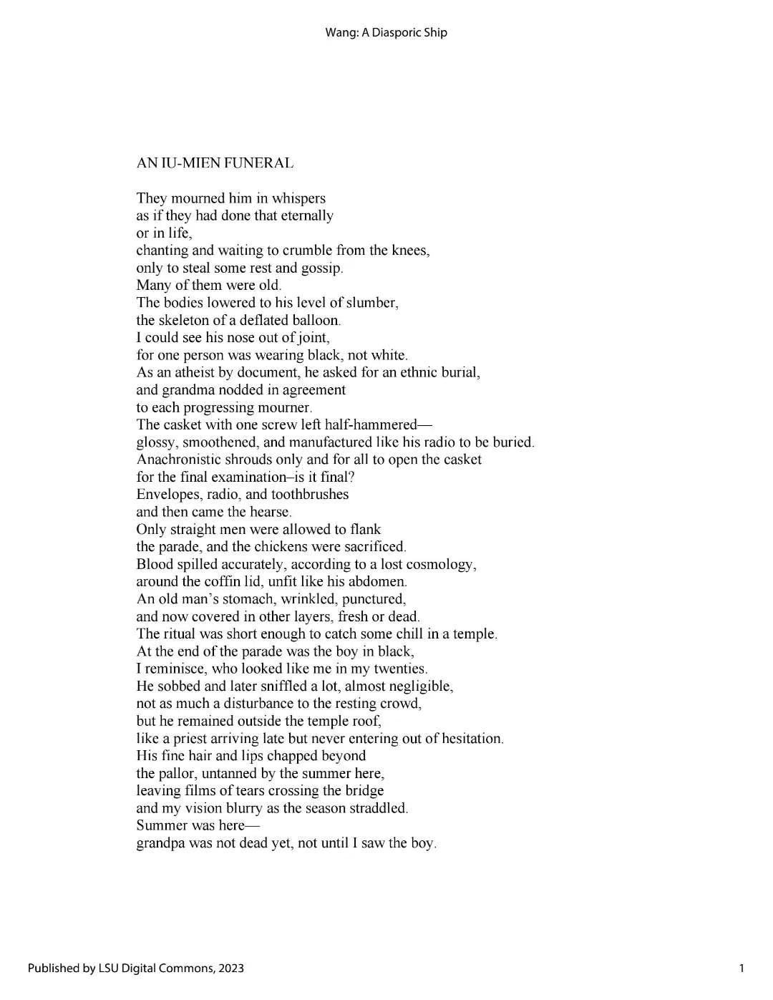 Wang: A Diasporic Ship
AN IU-MIEN FUNERAL
They mourned him in whispers
as if they had done that eternally
or in life,
chanting and waiting to crumble from the knees,
only to steal some rest and gossip.
Many of them were old.
The bodies lowered to his level of slumber,
the skeleton of a deflated balloon.
I could see his nose out of joint,
for one person was wearing black, not white.
As an atheist by document, he asked for an ethnic burial,
and grandma nodded in agreement
to each progressing mourner.
The casket with one screw left half-hammered—
glossy, smoothened, and manufactured like his radio to be buried.
Anachronistic shrouds only and for all to open the casket
for the final examination–is it final?
Envelopes, radio, and toothbrushes
and then came the hearse.
Only straight men were allowed to flank
the parade, and the chickens were sacrificed.
Blood spilled accurately, according to a lost cosmology,
around the coffin lid, unfit like his abdomen.
An old man’s stomach, wrinkled, punctured,
and now covered in other layers, fresh or dead.
The ritual was short enough to catch some chill in a temple.
At the end of the parade was the boy in black,
I reminisce, who looked like me in my twenties.
He sobbed and later sniffled a lot, almost negligible,
not as much a disturbance to the resting crowd,
but he remained outside the temple roof,
like a priest arriving late but never entering out of hesitation.
His fine hair and lips chapped beyond
the pallor, untanned by the summer here,
leaving films of tears crossing the bridge
and my vision blurry as the season straddled.
Summer was here—
grandpa was not dead yet, not until I saw the boy.
Published by LSU Digital Commons, 2023
1